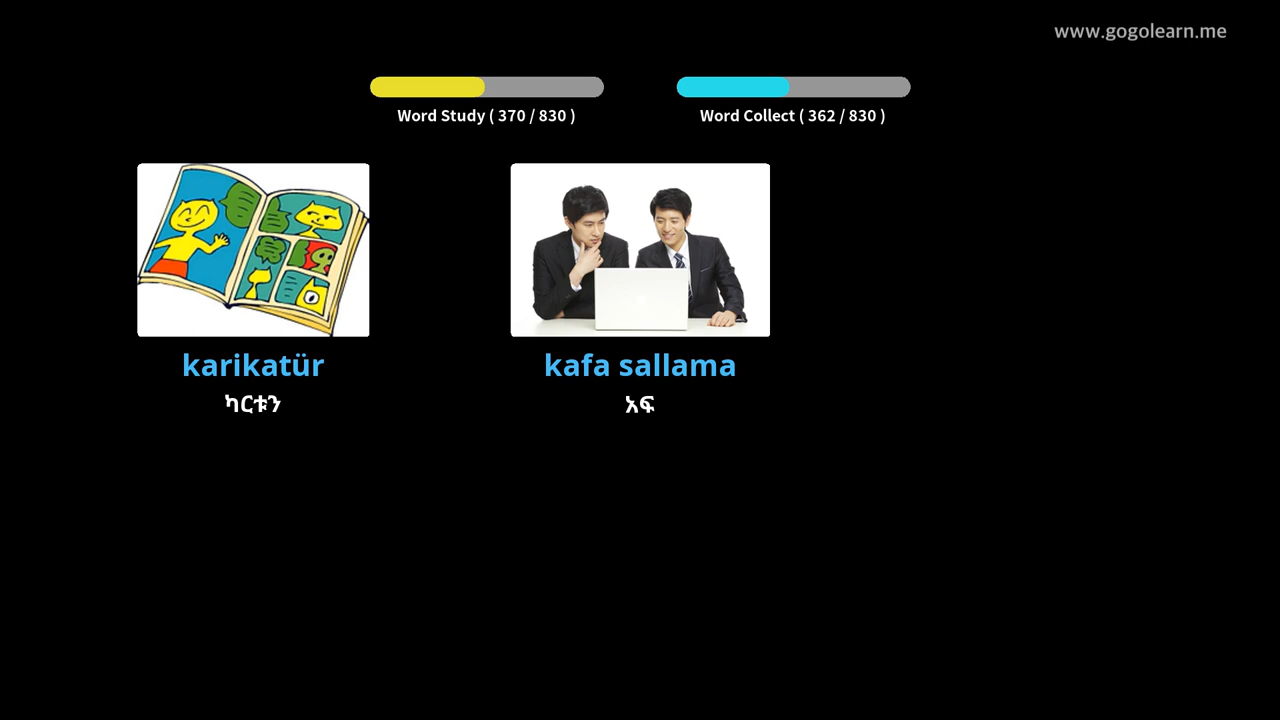 www.gogolearn.me
Word Study ( 370 / 830 )
Word Collect ( 362 / 830 )
karikatür
ካርቱን
kafa sallama
አፍ